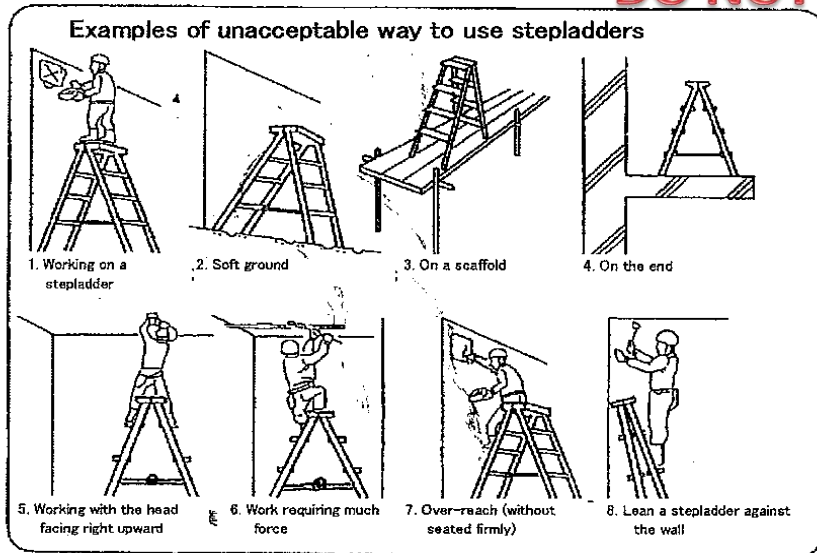 DO NOT
Examples of unacceptable way to use stepladders
1. Working on a
stepladder
2. Soft ground
3. On a scaffold
4. On the end
5. Working with the head
facing right upward
6. Work requiring much
force
7. Over-reach (without
seated firmly)
8. Lean a stepladder against
the wall